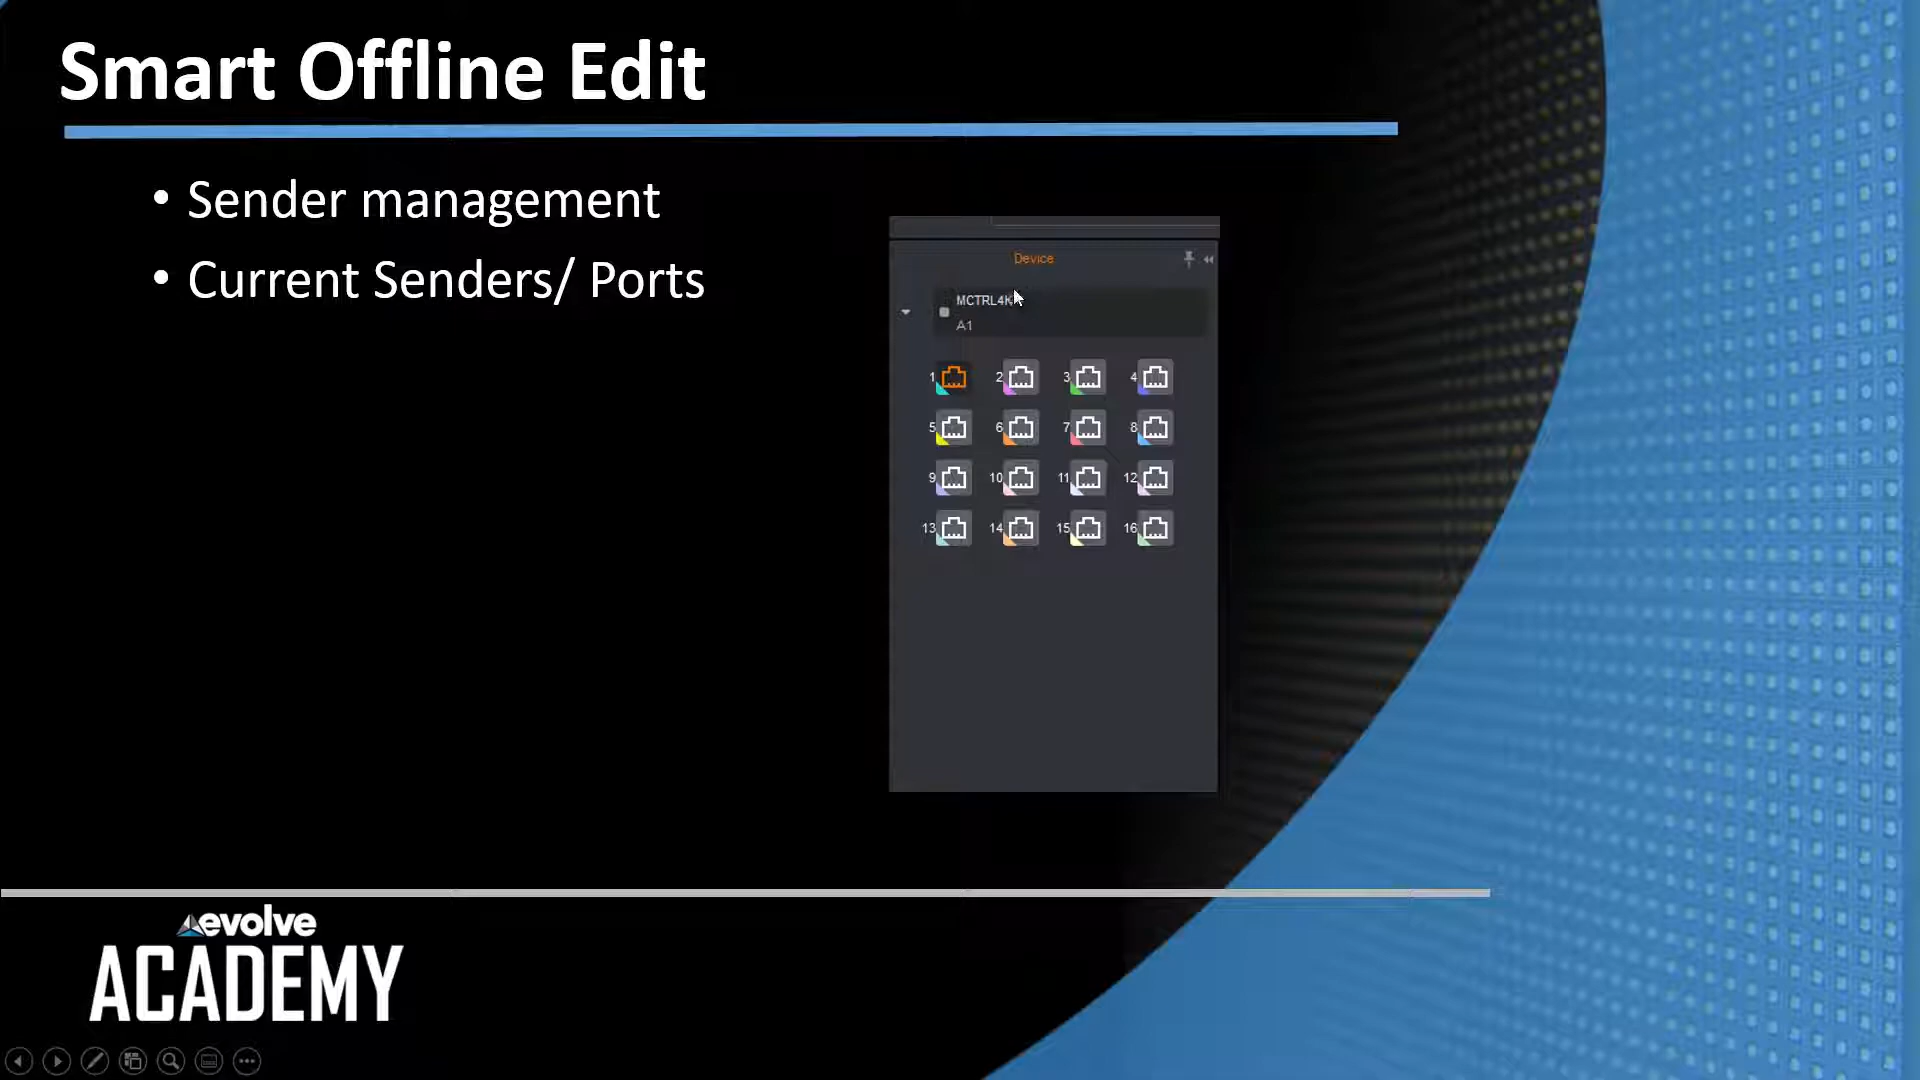 Smart Offline Edit
• Sender management
• Current Senders/ Ports
Device
MCTRL4K
A1
1 2 3 4
5 6 7 8
9 10 11 12
13 14 15 16
evolve
ACADEMY